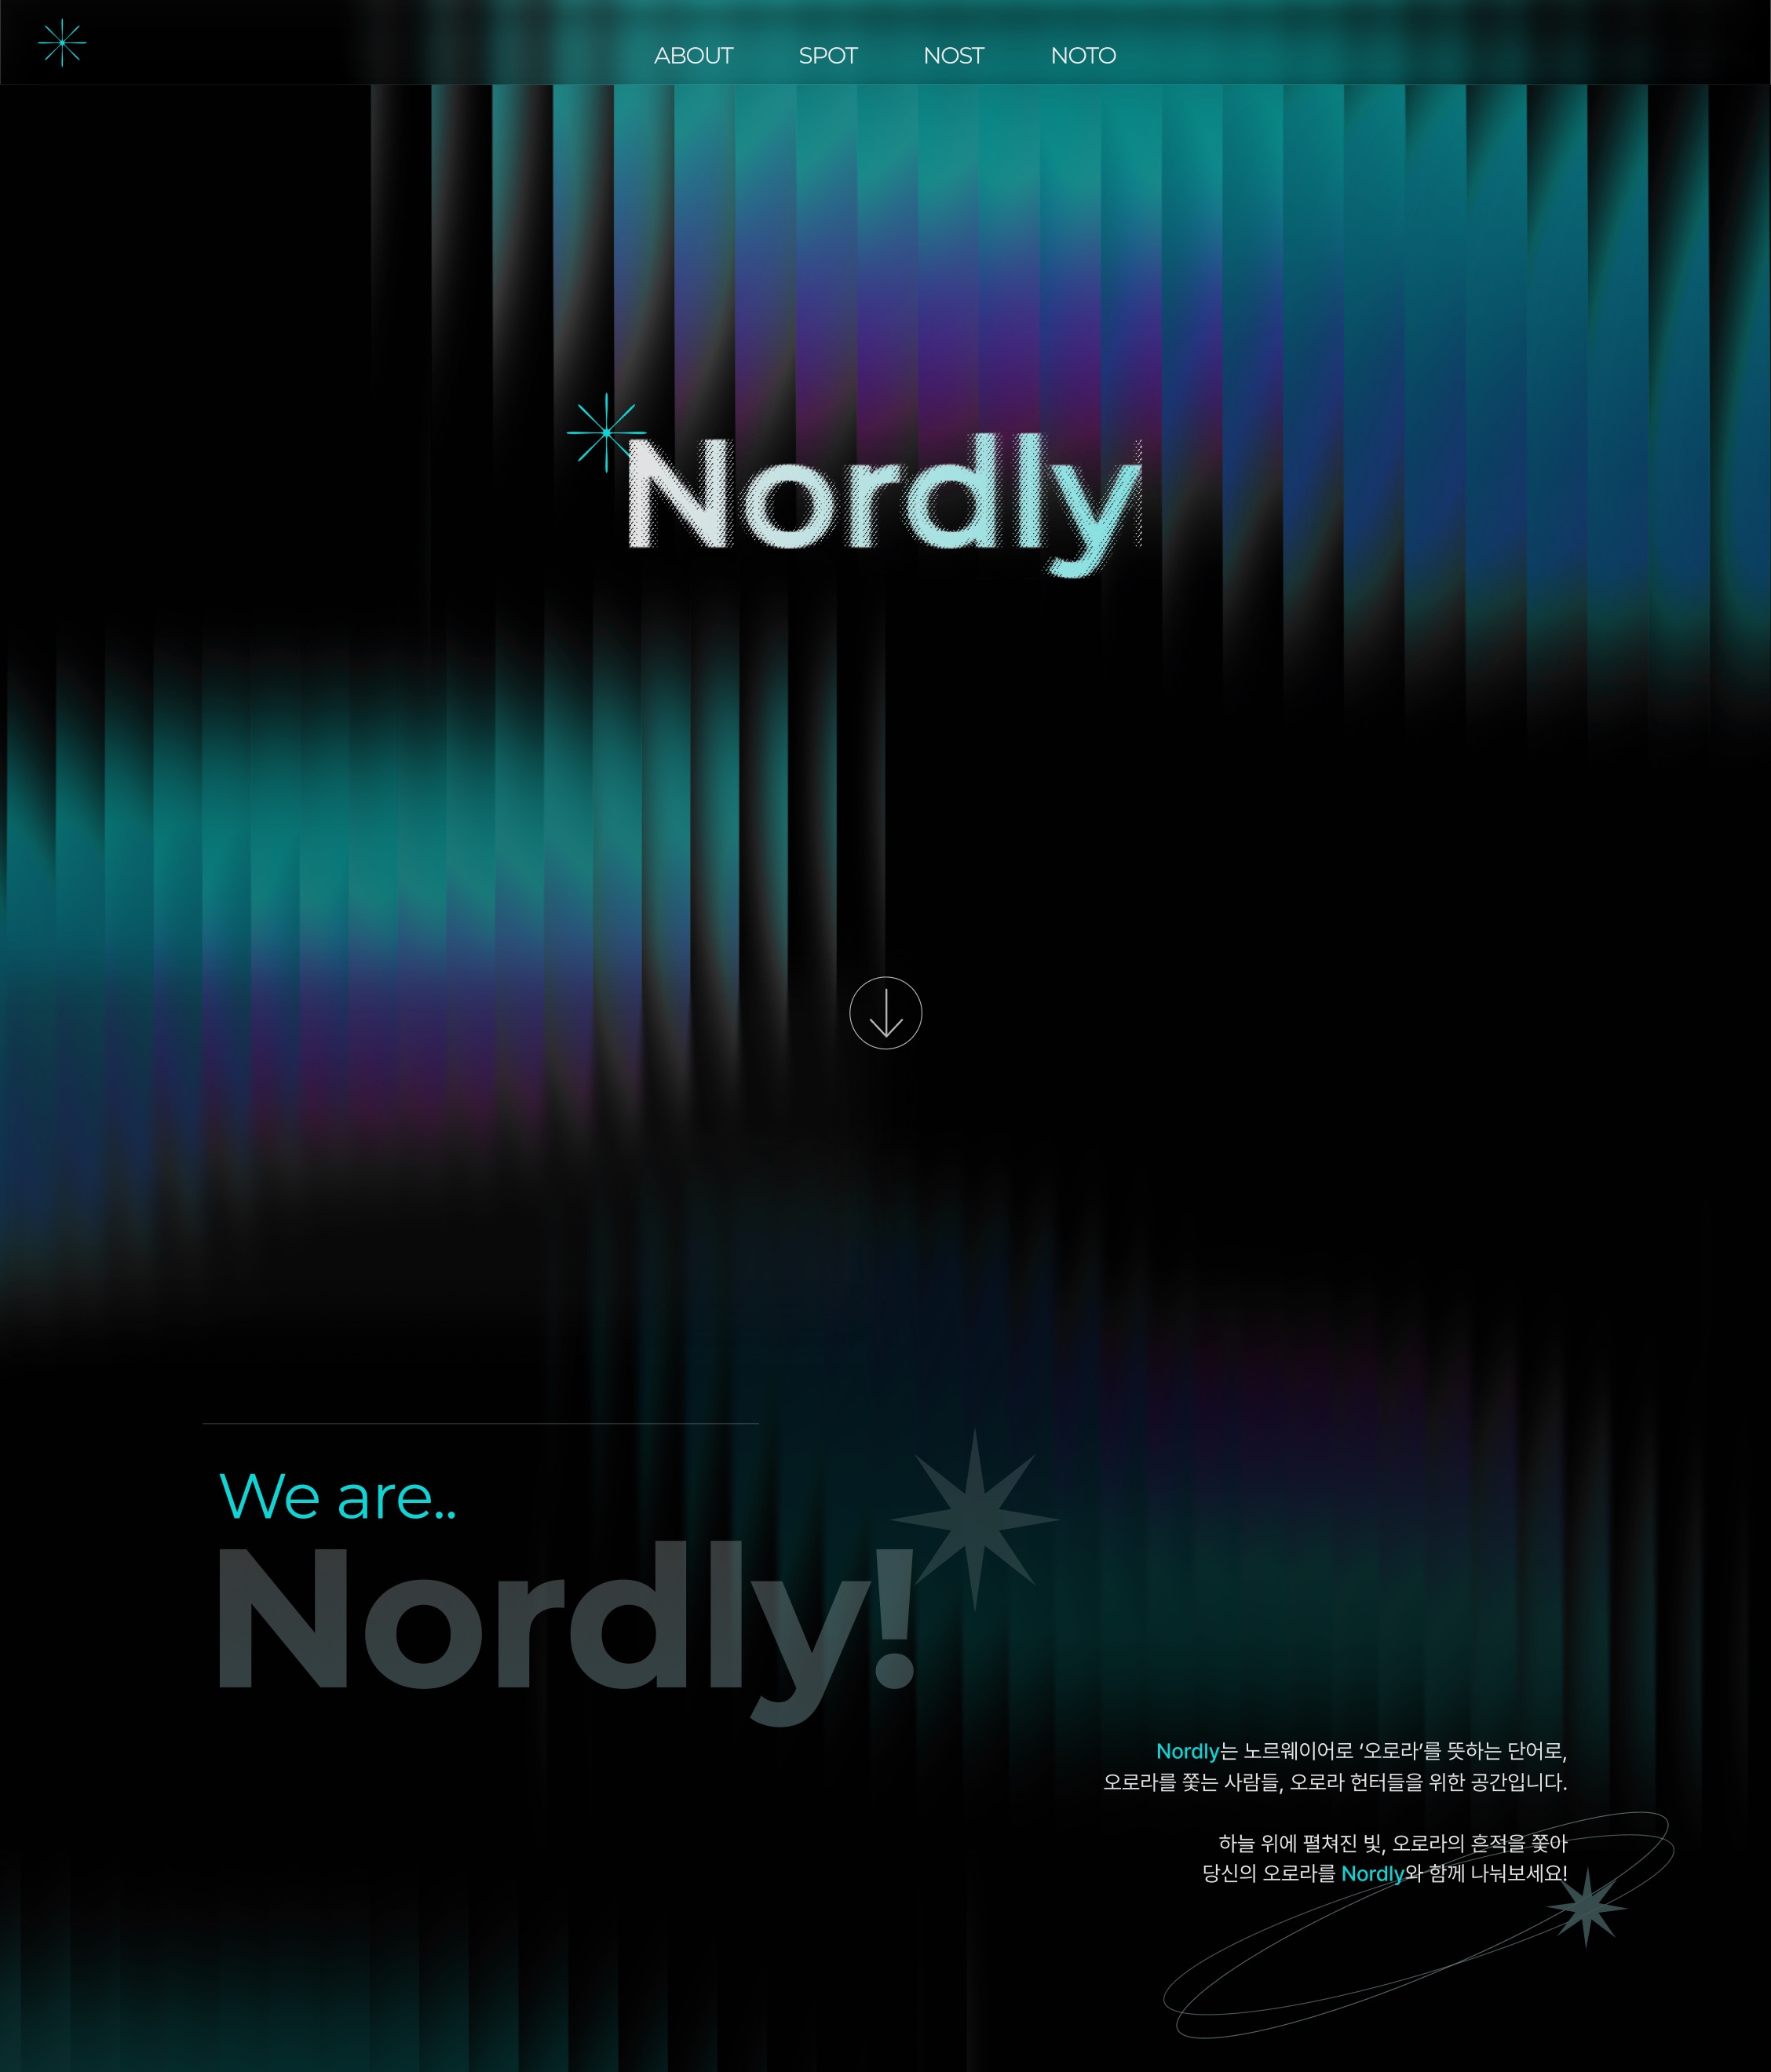 ABOUT SPOT NOST NOTO
Nordly
We are..
Nordly!
Nordly는 노르웨이어로 ‘오로라’를 뜻하는 단어로,
오로라를 쫓는 사람들, 오로라 헌터들을 위한 공간입니다.
하늘 위에 펼쳐진 빛, 오로라의 흔적을 쫓아
당신의 오로라를 Nordly와 함께 나눠보세요!